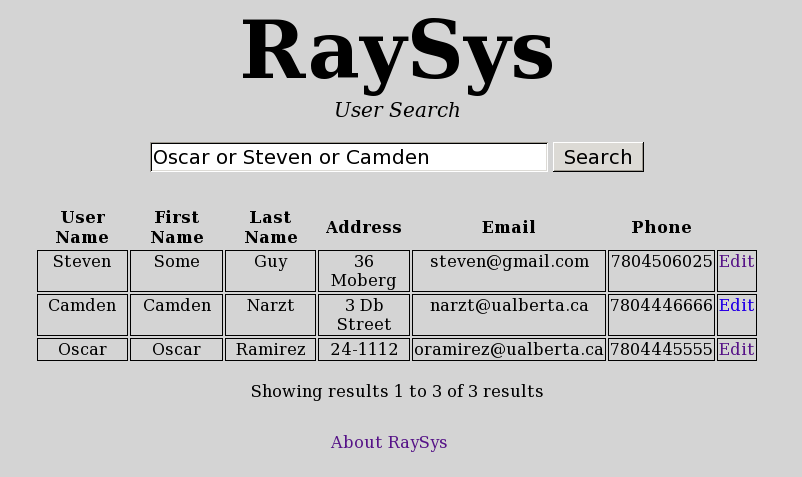 RaySys
User Search
Oscar or Steven or Camden Search
User Name First Name Last Name Address Email Phone
Steven Some Guy 36 Moberg steven@gmail.com 7804506025 Edit
Camden Camden Narzt 3 Db Street narzt@ualberta.ca 7804446666 Edit
Oscar Oscar Ramirez 24-1112 oramirez@ualberta.ca 7804445555 Edit
Showing results 1 to 3 of 3 results
About RaySys